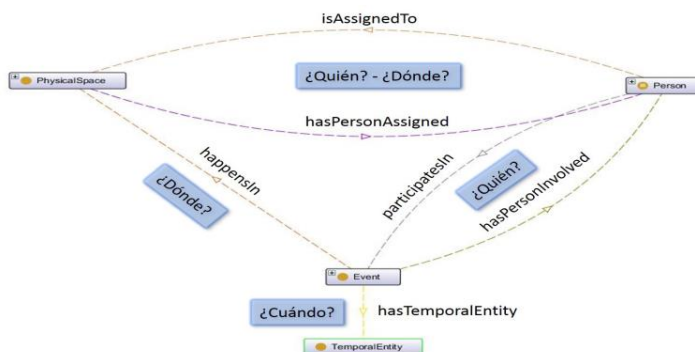 isAssignedTo
PhysicalSpace
¿Quién? - ¿Dónde?
Person
hasPersonAssigned
happensIn
¿Dónde?
participatesIn
¿Quién?
hasPersonInvolved
Event
¿Cuándo?
hasTemporalEntity
TemporalEntity